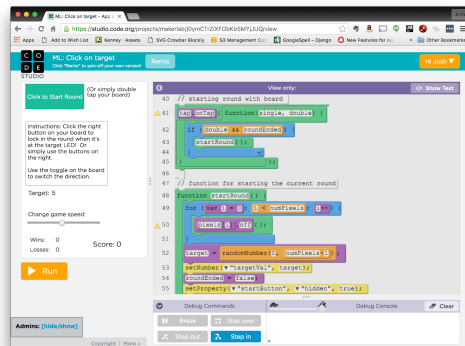 ML: Click on target - App
https://studio.code.org/projects/makerlab/j0ymCTr2lXFObKb5MYjJUQ/view
Apps Add to Wish List Kenney · Assets SVG Crowbar Blockly S3 Management Con GoogleSpell – Django New Features for Ap Other Bookmarks
CODE
STUDIO
ML: Click on target
Click "Remix" to spin-off your own version!
Remix
Hi Josh
Click to Start Round
(Or simply double tap your board)
Instructions: Click the right
button on your board to
lock in the round when it's
at the target LED! Or
simply use the buttons on
the right.
Use the toggle on the board
to switch the direction.
Target: 5
Change game speed:
Wins: 0
Losses: 0
Score: 0
Run
Admins: [hide/show]
Copyright | More
View only:
</> Show Text
40 // starting round with board
41 tap.onTap( function(single, double) {
42 if (double && roundEnded) {
43 startRound();
44 }
45 });
46
47 // function for starting the current round
48 function startRound() {
49 for (var i = 0; i < numPixels; i++) {
50 pixels[i].off();
51 }
52 target = randomNumber(0, numPixels-1);
53 setNumber("targetVal", target);
54 roundEnded = false;
55 setProperty("startButton", "hidden", true);
Debug Commands
Debug Console
Clear
Break
Step over
Step out
Step in
>